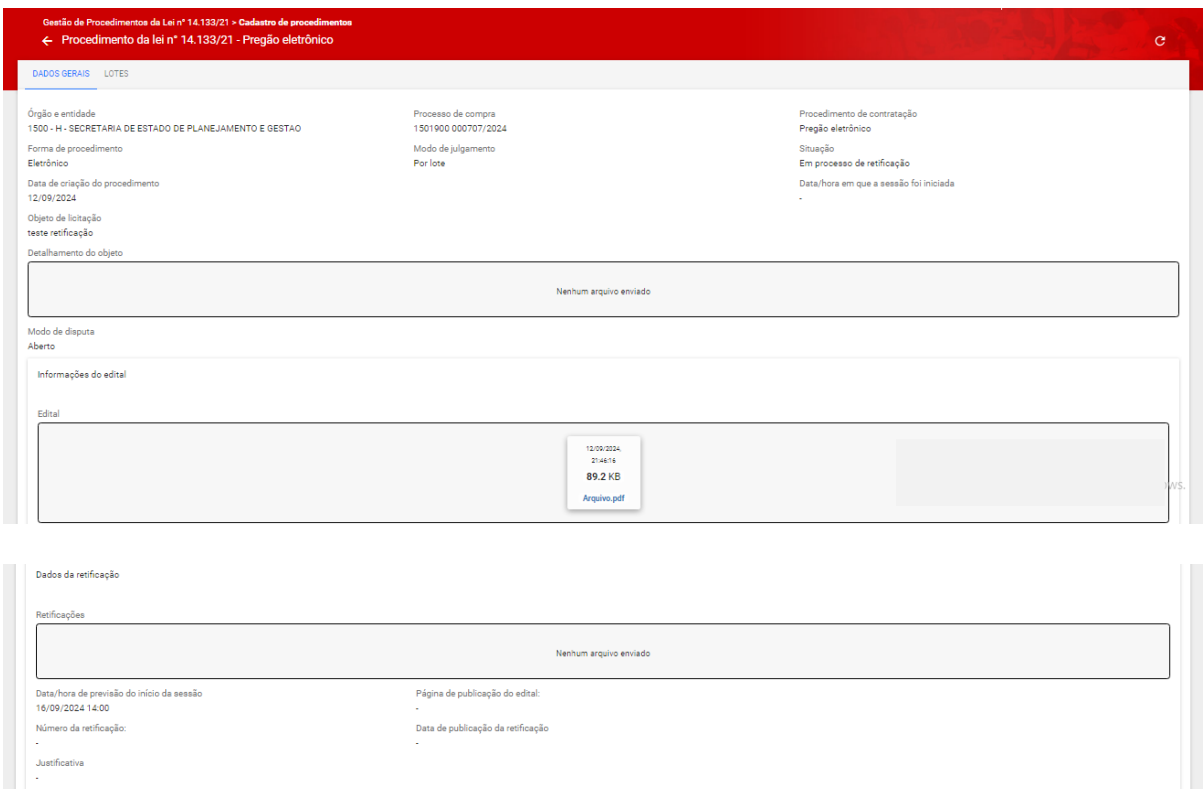 Gestão de Procedimentos da Lei n° 14.133/21 > Cadastro de procedimentos
← Procedimento da lei n° 14.133/21 - Pregão eletrônico
DADOS GERAIS LOTES
Órgão e entidade
1500 - H - SECRETARIA DE ESTADO DE PLANEJAMENTO E GESTAO
Processo de compra
1501900 000707/2024
Procedimento de contratação
Pregão eletrônico
Forma de procedimento
Eletrônico
Modo de julgamento
Por lote
Situação
Em processo de retificação
Data de criação do procedimento
12/09/2024
Data/hora em que a sessão foi iniciada
-
Objeto de licitação
teste retificação
Detalhamento do objeto
Nenhum arquivo enviado
Modo de disputa
Aberto
Informações do edital
Edital
12/09/2024,
21:46:16
89.2 KB
Arquivo.pdf
Dados da retificação
Retificações
Nenhum arquivo enviado
Data/hora de previsão do início da sessão
16/09/2024 14:00
Página de publicação do edital:
-
Número da retificação:
-
Data de publicação da retificação
-
Justificativa
-